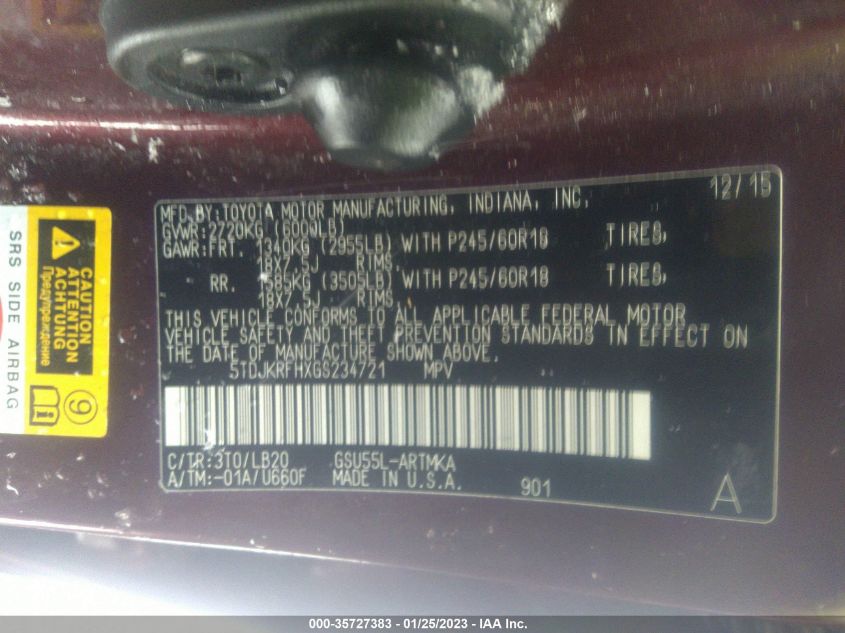 MFD. BY: TOYOTA MOTOR MANUFACTURING, INDIANA, INC. 12/15
GVWR: 2720KG (6000LB)
GAWR: FRT. 1340KG (2955LB) WITH P245/60R18 TIRES,
18X7.5J RIMS
RR. 1585KG (3505LB) WITH P245/60R18 TIRES,
18X7.5J RIMS
THIS VEHICLE CONFORMS TO ALL APPLICABLE FEDERAL MOTOR
VEHICLE SAFETY AND THEFT PREVENTION STANDARDS IN EFFECT ON
THE DATE OF MANUFACTURE SHOWN ABOVE.
5TDJKRFHXGS234721 MPV
C/TR: 3T0/LB20 GSU55L-ARTMKA
A/TM: -01A/U660F MADE IN U.S.A. 901 A
SRS SIDE AIRBAG
CAUTION
ATTENTION
ACHTUNG
Предупреждение
9
000-35727383 - 01/25/2023 - IAA Inc.